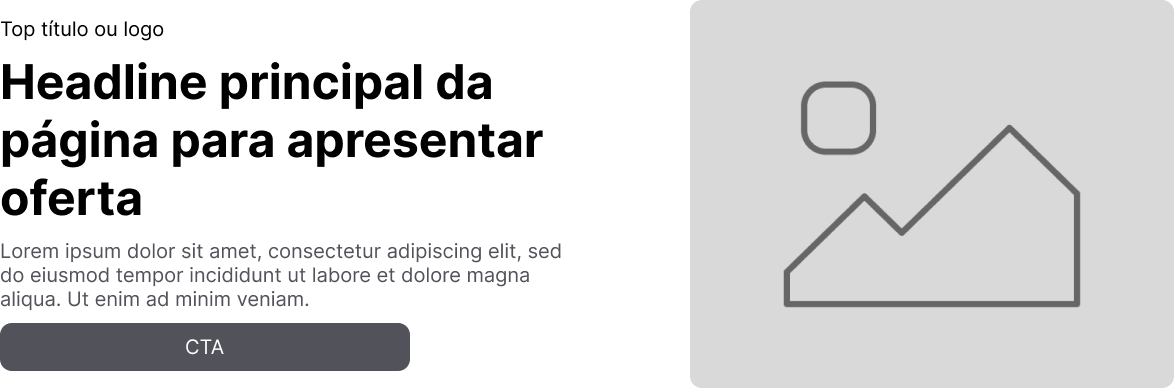 Top título ou logo
Headline principal da
página para apresentar
oferta
Lorem ipsum dolor sit amet, consectetur adipiscing elit, sed
do eiusmod tempor incididunt ut labore et dolore magna
aliqua. Ut enim ad minim veniam.
CTA